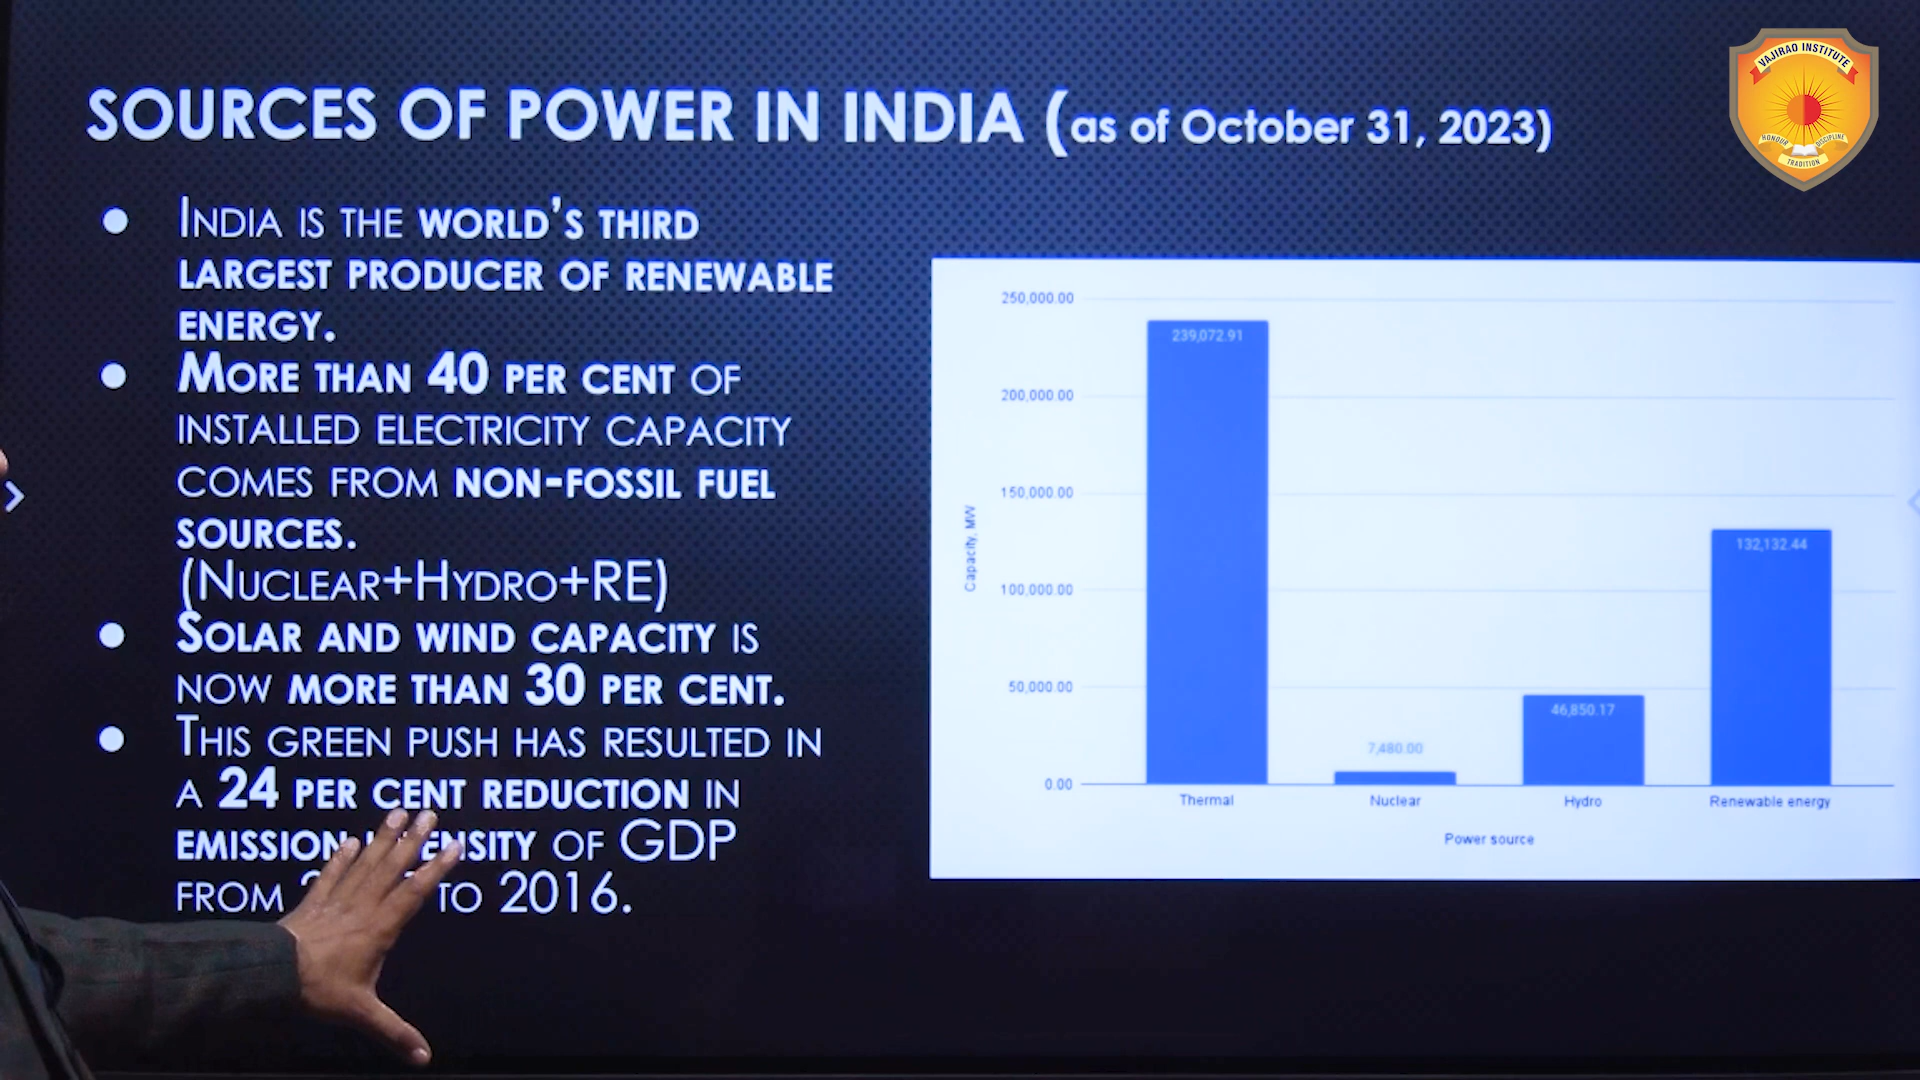 SOURCES OF POWER IN INDIA (as of October 31, 2023)
VAJIRAO INSTITUTE
HONOUR
DISCIPLINE
TRADITION
INDIA IS THE WORLD'S THIRD
LARGEST PRODUCER OF RENEWABLE
ENERGY.
MORE THAN 40 PER CENT OF
INSTALLED ELECTRICITY CAPACITY
COMES FROM NON-FOSSIL FUEL
SOURCES.
(NUCLEAR+HYDRO+RE)
SOLAR AND WIND CAPACITY IS
NOW MORE THAN 30 PER CENT.
THIS GREEN PUSH HAS RESULTED IN
A 24 PER CENT REDUCTION IN
EMISSION OF GDP
FROM TO 2016.
250,000.00
200,000.00
150,000.00
100,000.00
50,000.00
0.00
Capacity, MW
239,072.91
7,480.00
46,850.17
132,132.44
Thermal Nuclear Hydro Renewable energy
Power source